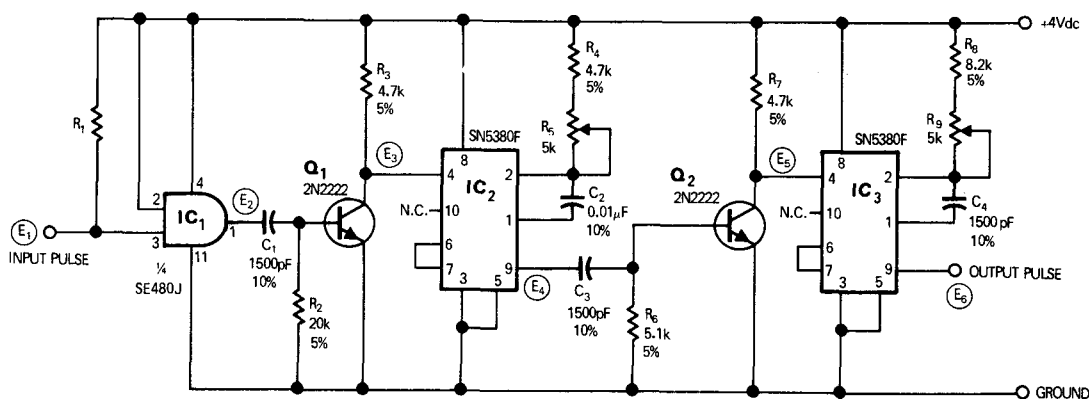 +4Vdc
R1
R3
4.7k
5%
R4
4.7k
5%
R5
5k
R7
4.7k
5%
R8
8.2k
5%
R9
5k
E1
INPUT PULSE
2
4
IC1
3
1
11
¼
SE480J
E2
C1
1500pF
10%
R2
20k
5%
Q1
2N2222
E3
SN5380F
8
4
2
IC2
N.C.
10
1
6
7
9
3
5
C2
0.01μF
10%
E4
C3
1500pF
10%
R6
5.1k
5%
Q2
2N2222
E5
SN5380F
8
4
2
IC3
N.C.
10
1
6
7
9
3
5
C4
1500pF
10%
OUTPUT PULSE
E6
GROUND